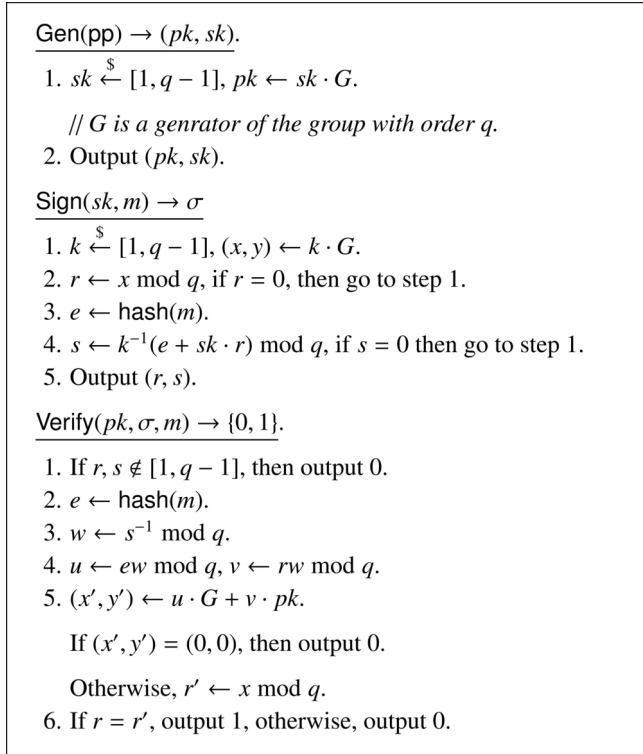 Gen(pp) → (pk, sk).
1. sk $← [1, q − 1], pk ← sk · G.
// G is a genrator of the group with order q.
2. Output (pk, sk).
Sign(sk, m) → σ
1. k $← [1, q − 1], (x, y) ← k · G.
2. r ← x mod q, if r = 0, then go to step 1.
3. e ← hash(m).
4. s ← k⁻¹(e + sk · r) mod q, if s = 0 then go to step 1.
5. Output (r, s).
Verify(pk, σ, m) → {0, 1}.
1. If r, s ∉ [1, q − 1], then output 0.
2. e ← hash(m).
3. w ← s⁻¹ mod q.
4. u ← ew mod q, v ← rw mod q.
5. (x′, y′) ← u · G + v · pk.
If (x′, y′) = (0, 0), then output 0.
Otherwise, r′ ← x mod q.
6. If r = r′, output 1, otherwise, output 0.